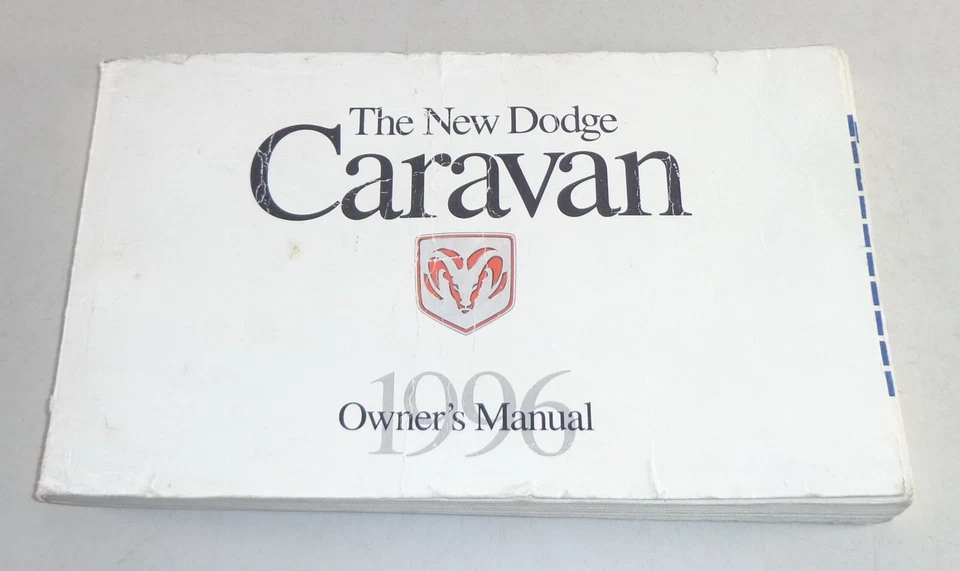 The New Dodge
Caravan
1996
Owner's Manual